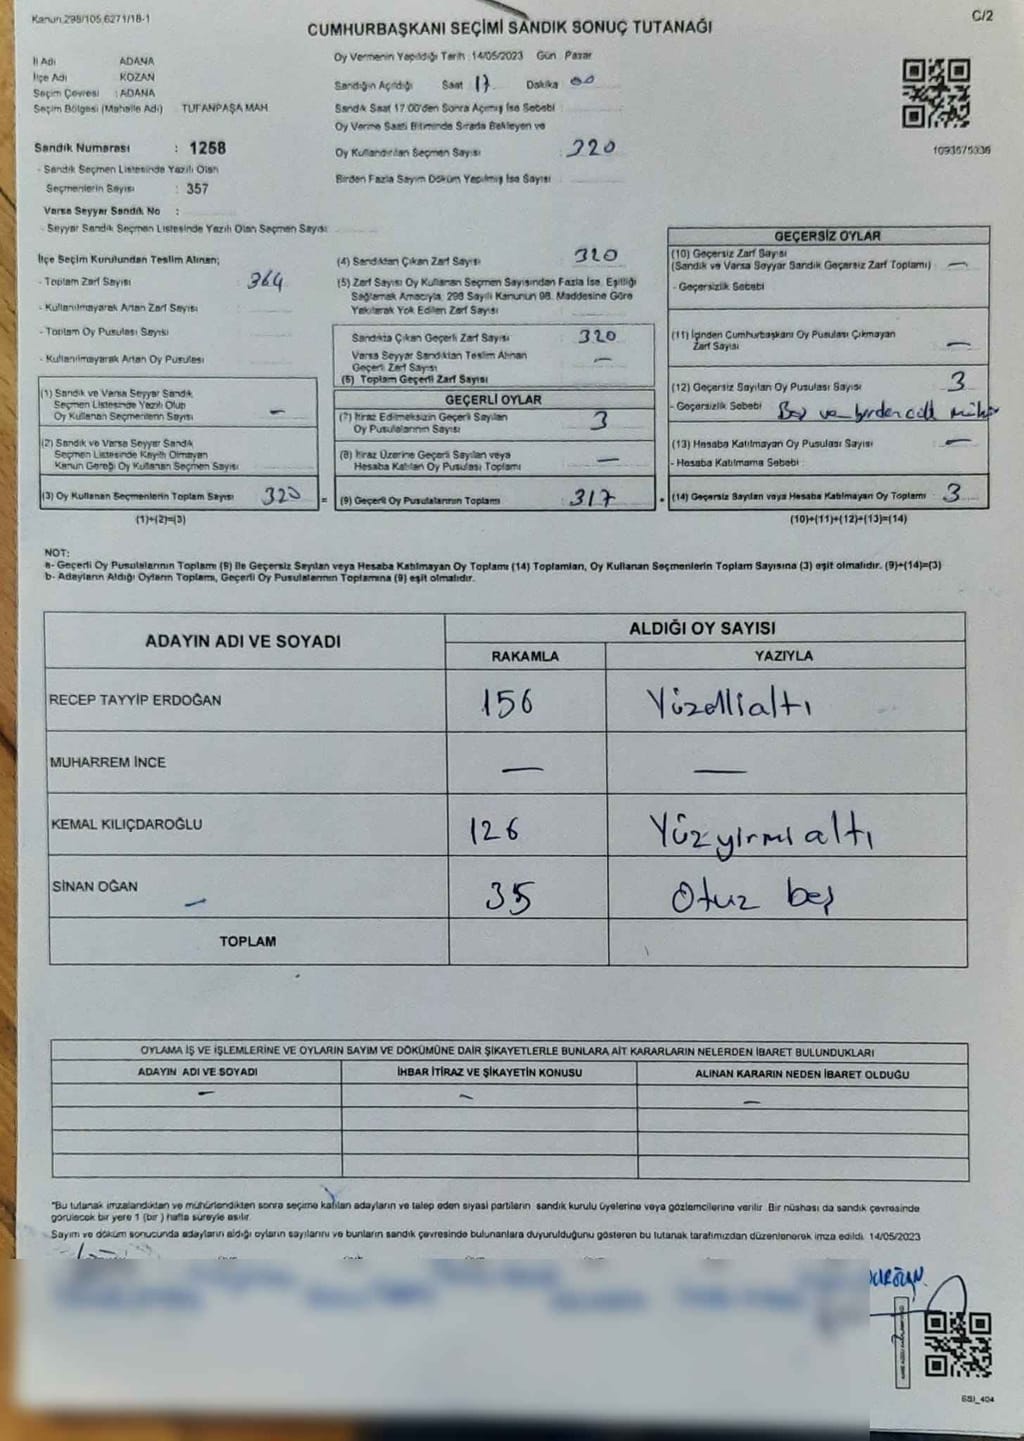 Kanun.298/105,6271/18-1
C/2
CUMHURBAŞKANI SEÇİMİ SANDIK SONUÇ TUTANAĞI
İl Adı ADANA
İlçe Adı KOZAN
Seçim Çevresi : ADANA
Seçim Bölgesi (Mahalle Adı) TUFANPAŞA MAH
Sandık Numarası : 1258
- Sandık Seçmen Listesinde Yazılı Olan
Seçmenlerin Sayısı : 357
Varsa Seyyar Sandık No :
- Seyyar Sandık Seçmen Listesinde Yazılı Olan Seçmen Sayısı
Oy Vermenin Yapıldığı Tarih : 14/05/2023 Gün Pazar
Sandığın Açıldığı Saat 17 Dakika 00
Sandık Saat 17.00'den Sonra Açılmış İse Sebebi
Oy Verme Saati Bitiminde Sırada Bekleyen ve
Oy Kullandırılan Seçmen Sayısı : 320
Birden Fazla Sayım Döküm Yapılmış İse Sayısı
1093675336
İlçe Seçim Kurulundan Teslim Alınan;
- Toplam Zarf Sayısı 364
- Kullanılmayarak Artan Zarf Sayısı
- Toplam Oy Pusulası Sayısı
- Kullanılmayarak Artan Oy Pusulası
(1) Sandık ve Varsa Seyyar Sandık
Seçmen Listesinde Yazılı Olup
Oy Kullanan Seçmenlerin Sayısı –
(2) Sandık ve Varsa Seyyar Sandık
Seçmen Listesinde Kayıtlı Olmayan
Kanun Gereği Oy Kullanan Seçmen Sayısı
(3) Oy Kullanan Seçmenlerin Toplam Sayısı 320 =
(1)+(2)=(3)
(4) Sandıktan Çıkan Zarf Sayısı 320
(5) Zarf Sayısı Oy Kullanan Seçmen Sayısından Fazla İse, Eşitliği
Sağlamak Amacıyla, 298 Sayılı Kanunun 98. Maddesine Göre
Yakılarak Yok Edilen Zarf Sayısı
Sandıkta Çıkan Geçerli Zarf Sayısı 320
Varsa Seyyar Sandıktan Teslim Alınan
Geçerli Zarf Sayısı –
(6) Toplam Geçerli Zarf Sayısı
GEÇERLİ OYLAR
(7) İtiraz Edilmeksizin Geçerli Sayılan
Oy Pusulalarının Sayısı 3
(8) İtiraz Üzerine Geçerli Sayılan veya
Hesaba Katılan Oy Pusulası Toplamı –
(9) Geçerli Oy Pusulalarının Toplamı 317 +
GEÇERSİZ OYLAR
(10) Geçersiz Zarf Sayısı
(Sandık ve Varsa Seyyar Sandık Geçersiz Zarf Toplamı) –
- Geçersizlik Sebebi
(11) İçinden Cumhurbaşkanı Oy Pusulası Çıkmayan
Zarf Sayısı –
(12) Geçersiz Sayılan Oy Pusulası Sayısı 3
- Geçersizlik Sebebi Boş ve birden çok mühür
(13) Hesaba Katılmayan Oy Pusulası Sayısı –
- Hesaba Katılmama Sebebi
(14) Geçersiz Sayılan veya Hesaba Katılmayan Oy Toplamı 3
(10)+(11)+(12)+(13)=(14)
NOT:
a- Geçerli Oy Pusulalarının Toplamı (9) ile Geçersiz Sayılan veya Hesaba Katılmayan Oy Toplamı (14) Toplamları, Oy Kullanan Seçmenlerin Toplam Sayısına (3) eşit olmalıdır. (9)+(14)=(3)
b- Adayların Aldığı Oyların Toplamı, Geçerli Oy Pusulalarının Toplamına (9) eşit olmalıdır.
ADAYIN ADI VE SOYADI ALDIĞI OY SAYISI
RAKAMLA YAZIYLA
RECEP TAYYİP ERDOĞAN 156 Yüzellialtı
MUHARREM İNCE – –
KEMAL KILIÇDAROĞLU 126 Yüzyirmialtı
SİNAN OĞAN 35 Otuz beş
TOPLAM
OYLAMA İŞ VE İŞLEMLERİNE VE OYLARIN SAYIM VE DÖKÜMÜNE DAİR ŞİKAYETLERLE BUNLARA AİT KARARLARIN NELERDEN İBARET BULUNDUKLARI
ADAYIN ADI VE SOYADI İHBAR İTİRAZ VE ŞİKAYETİN KONUSU ALINAN KARARIN NEDEN İBARET OLDUĞU
– – –
"Bu tutanak imzalandıktan ve mühürlendikten sonra seçime katılan adayların ve talep eden siyasi partilerin sandık kurulu üyelerine veya gözlemcilerine verilir. Bir nüshası da sandık çevresinde
görülecek bir yere 1 (bir) hafta süreyle asılır.
Sayım ve döküm sonucunda adayların aldığı oyların sayılarını ve bunların sandık çevresinde bulunanlara duyurulduğunu gösteren bu tutanak tarafımızdan düzenlenerek imza edildi. 14/05/2023
SSI_404